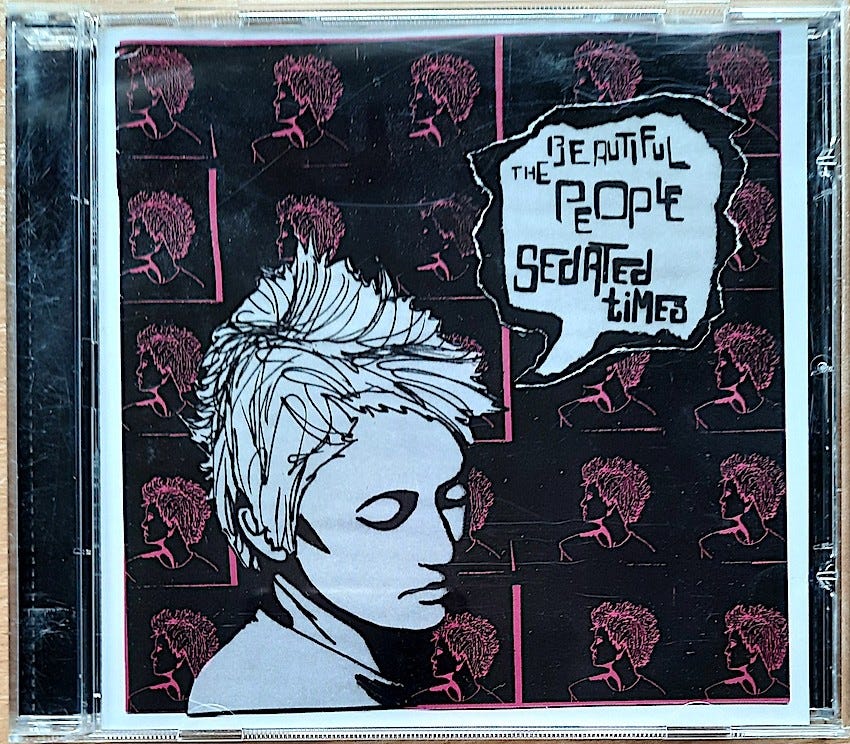 THE BEAUTIFUL
PEOPLE
SEdATEd
tiMES